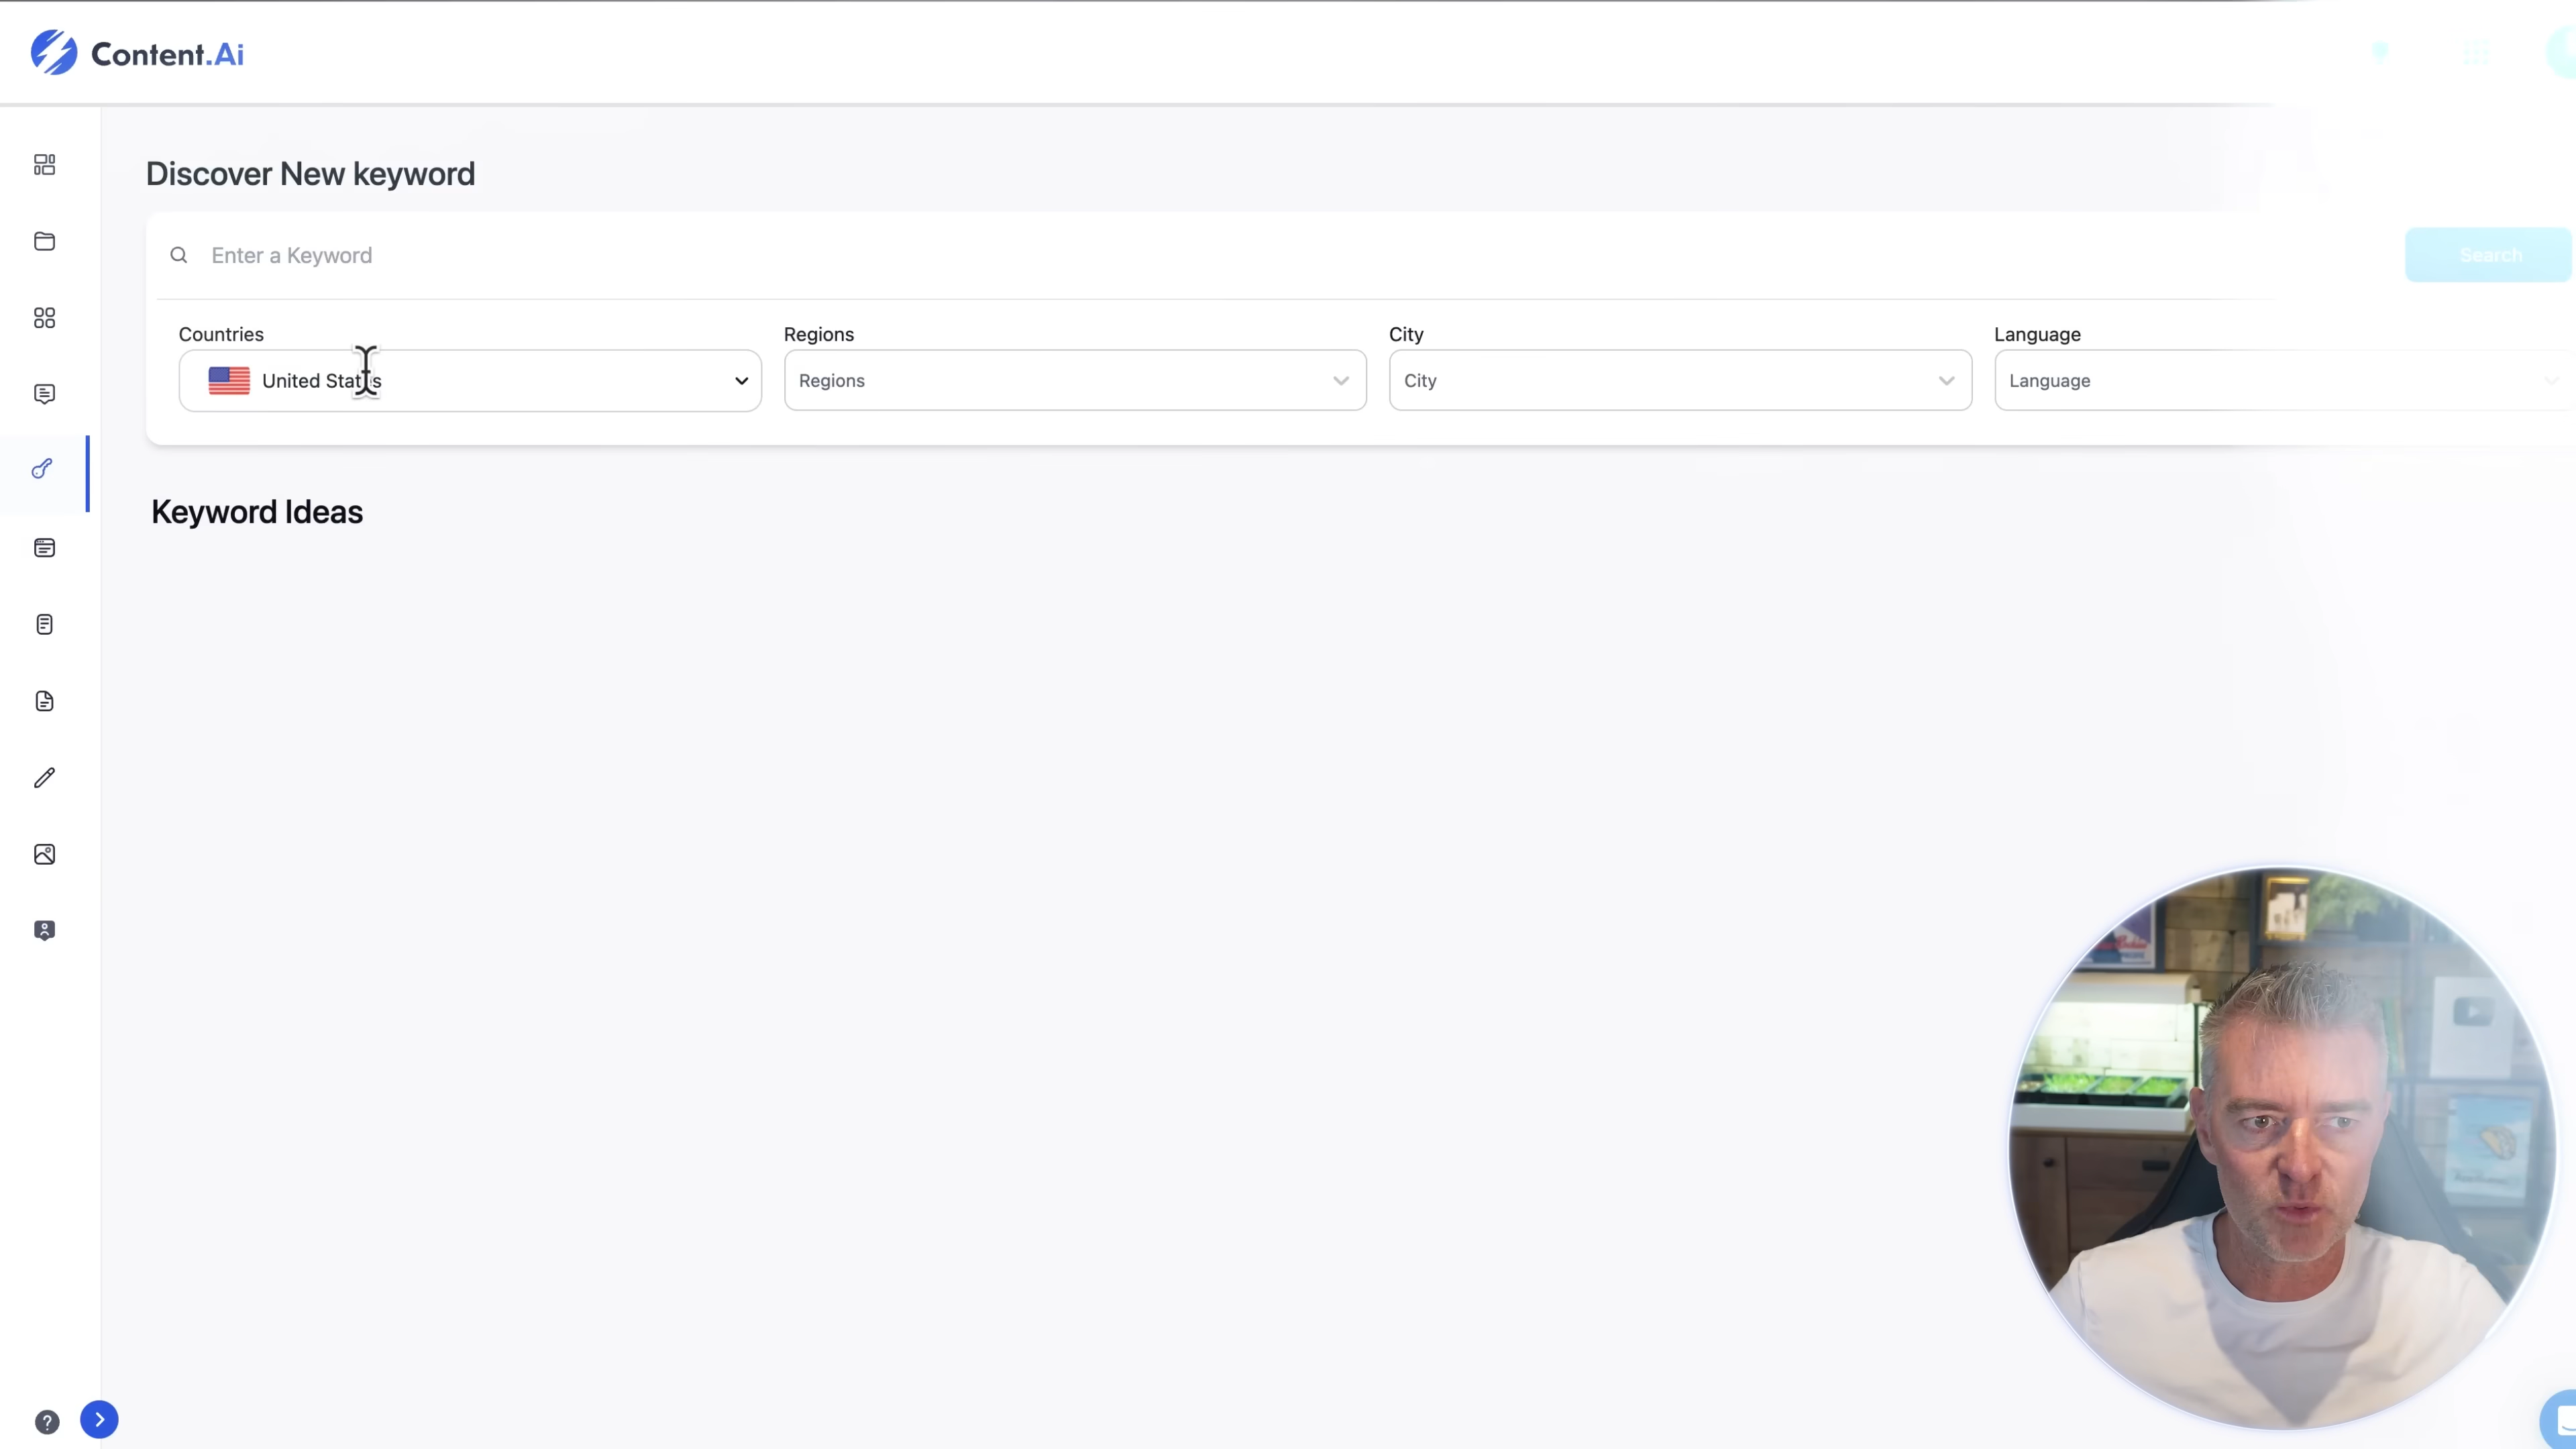 Content.Ai
Discover New keyword
Enter a Keyword
Search
Countries
Regions
City
Language
United States
Regions
City
Language
Keyword Ideas
?